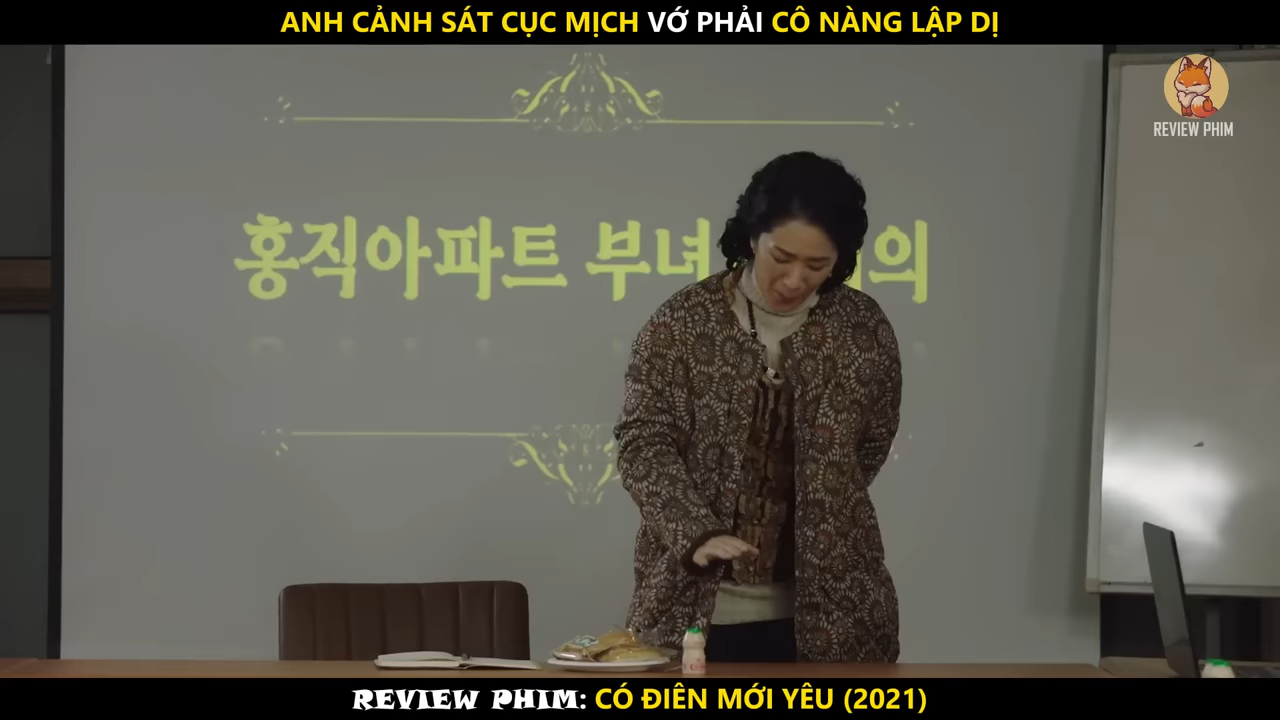 ANH CẢNH SÁT CỤC MỊCH VỚ PHẢI CÔ NÀNG LẬP DỊ
REVIEW PHIM
홍직아파트 부녀 의
REVIEW PHIM: CÓ ĐIÊN MỚI YÊU (2021)